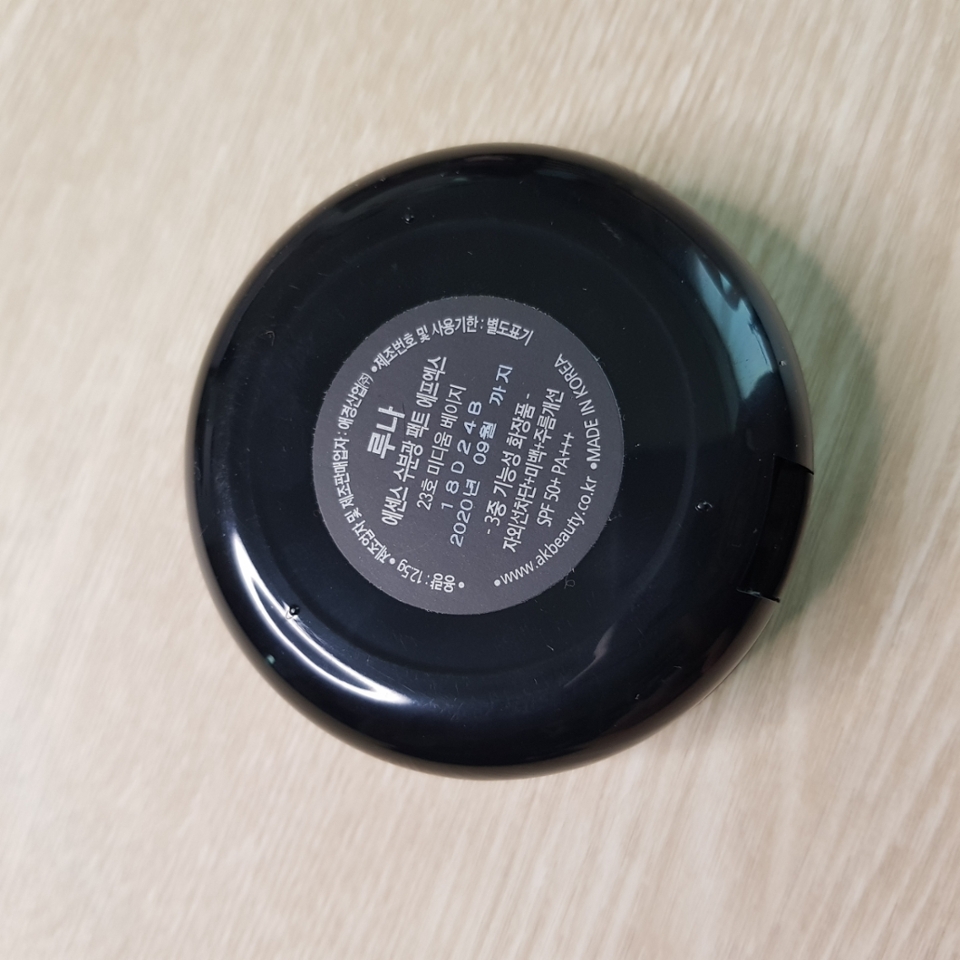 루나
에센스 수분광 팩트 에프엑스
23호 미디움 베이지
18D24B
2020년 09월 까지
- 3중 기능성 화장품 -
자외선차단+미백+주름개선
SPF 50+ PA+++
•용량 : 12.5g • 제조업자 및 제조판매업자 : 애경산업㈜ •제조번호 및 사용기한 : 별도표기
•www.akbeauty.co.kr •MADE IN KOREA